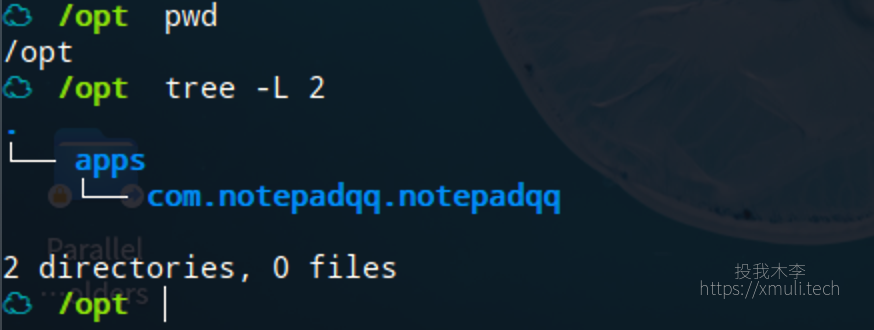 /opt pwd
/opt
/opt tree -L 2
.
└── apps
    └── com.notepadqq.notepadqq
Parallel
2 directories, 0 files
...olders
/opt
投我木李
https://xmuli.tech